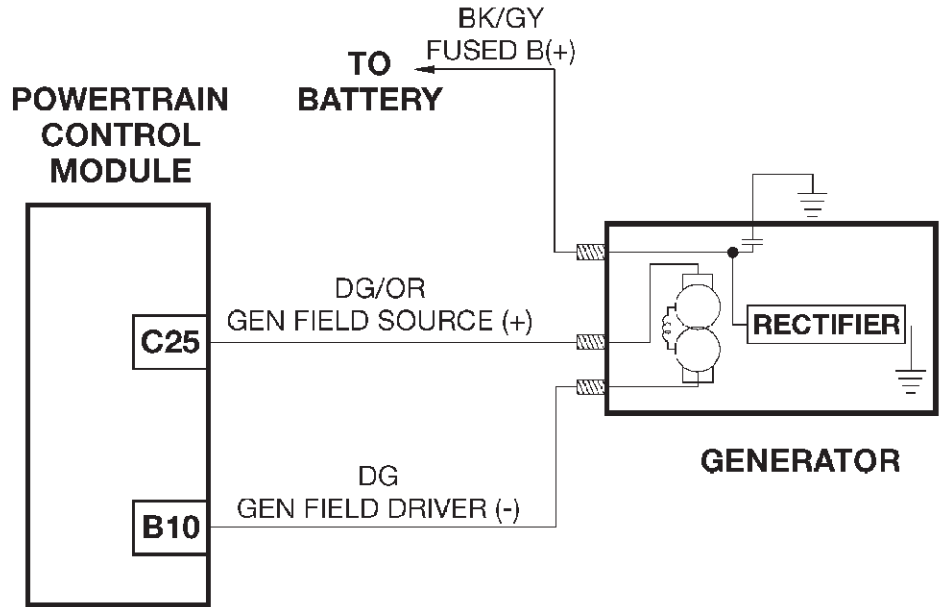 BK/GY
FUSED B(+)
TO
BATTERY
POWERTRAIN
CONTROL
MODULE
DG/OR
GEN FIELD SOURCE (+)
C25
RECTIFIER
GENERATOR
DG
GEN FIELD DRIVER (-)
B10